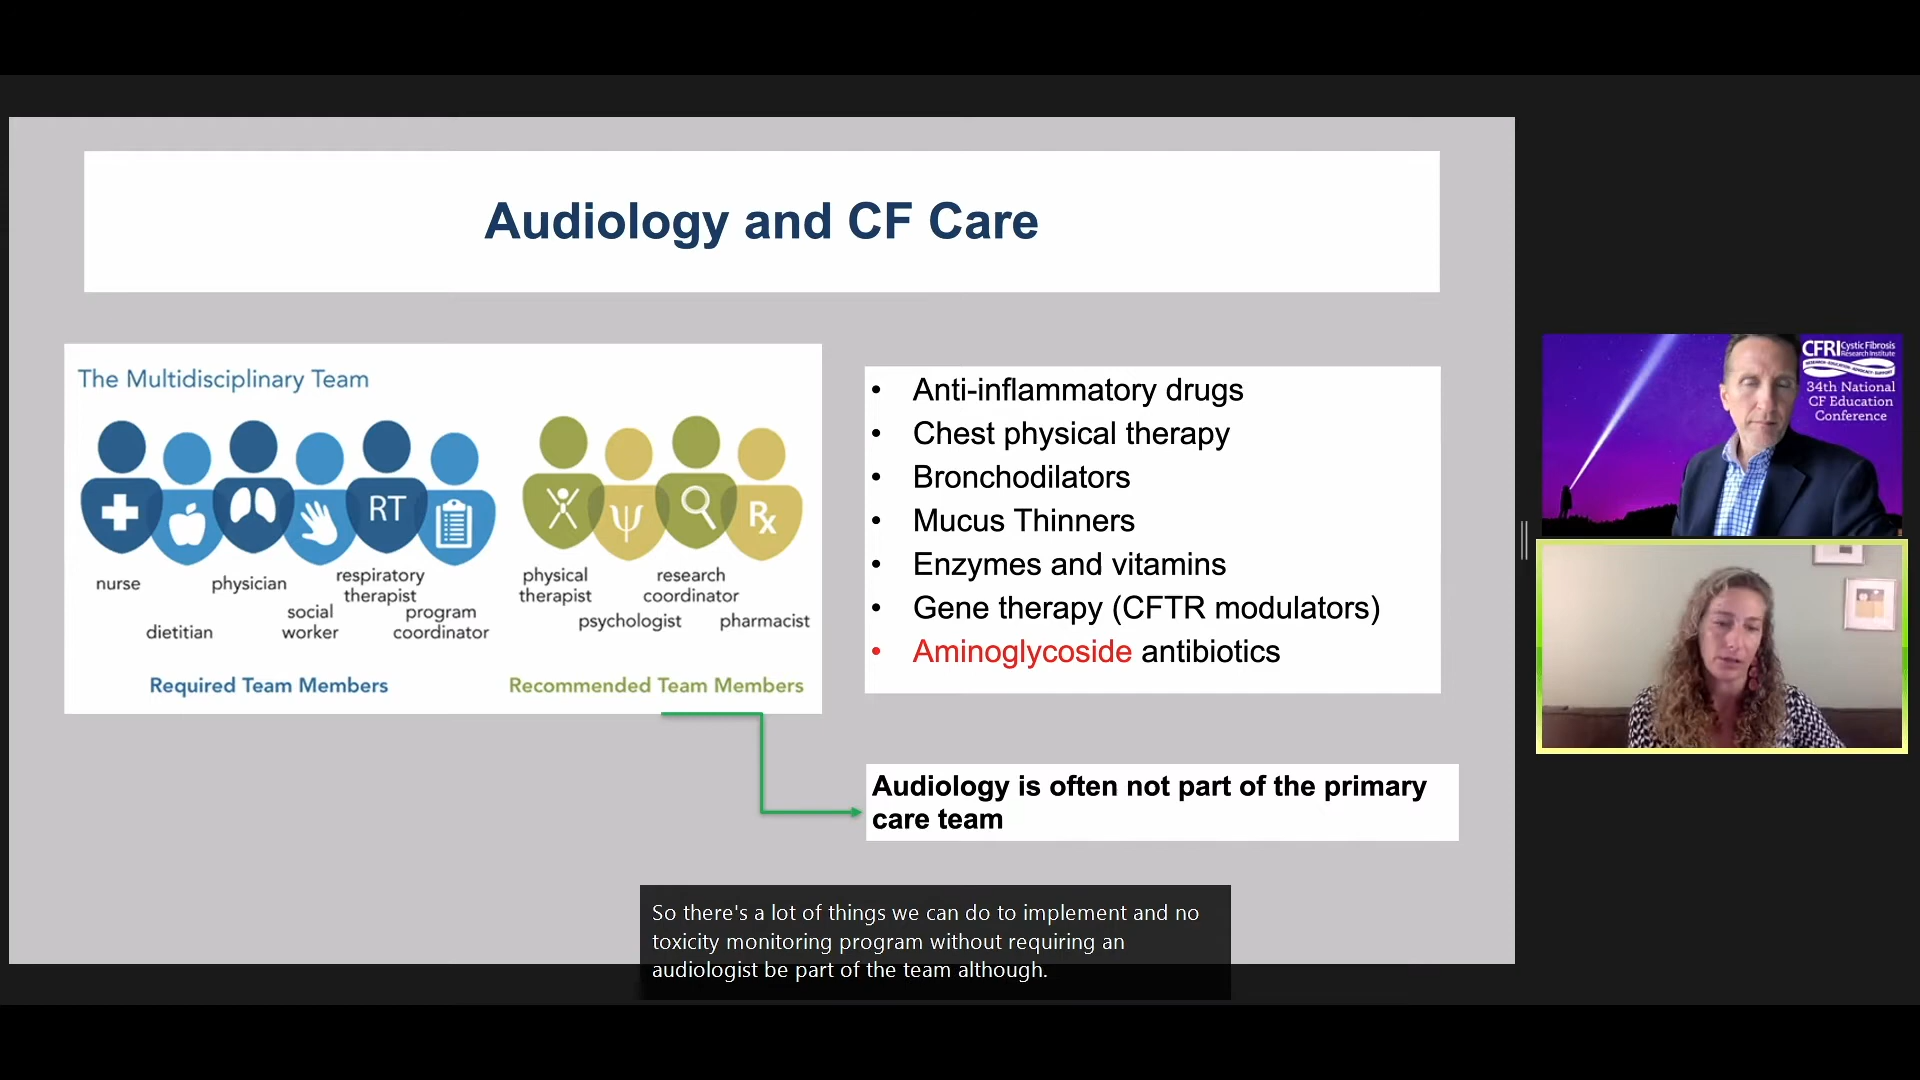 Audiology and CF Care
The Multidisciplinary Team
RT
Rx
nurse
dietitian
physician
social
worker
respiratory
therapist
program
coordinator
physical
therapist
psychologist
research
coordinator
pharmacist
Required Team Members
Recommended Team Members
• Anti-inflammatory drugs
• Chest physical therapy
• Bronchodilators
• Mucus Thinners
• Enzymes and vitamins
• Gene therapy (CFTR modulators)
• Aminoglycoside antibiotics
Audiology is often not part of the primary
care team
CFRI Cystic Fibrosis
Research Institute
34th National
CF Education
Conference
So there's a lot of things we can do to implement and no
toxicity monitoring program without requiring an
audiologist be part of the team although.